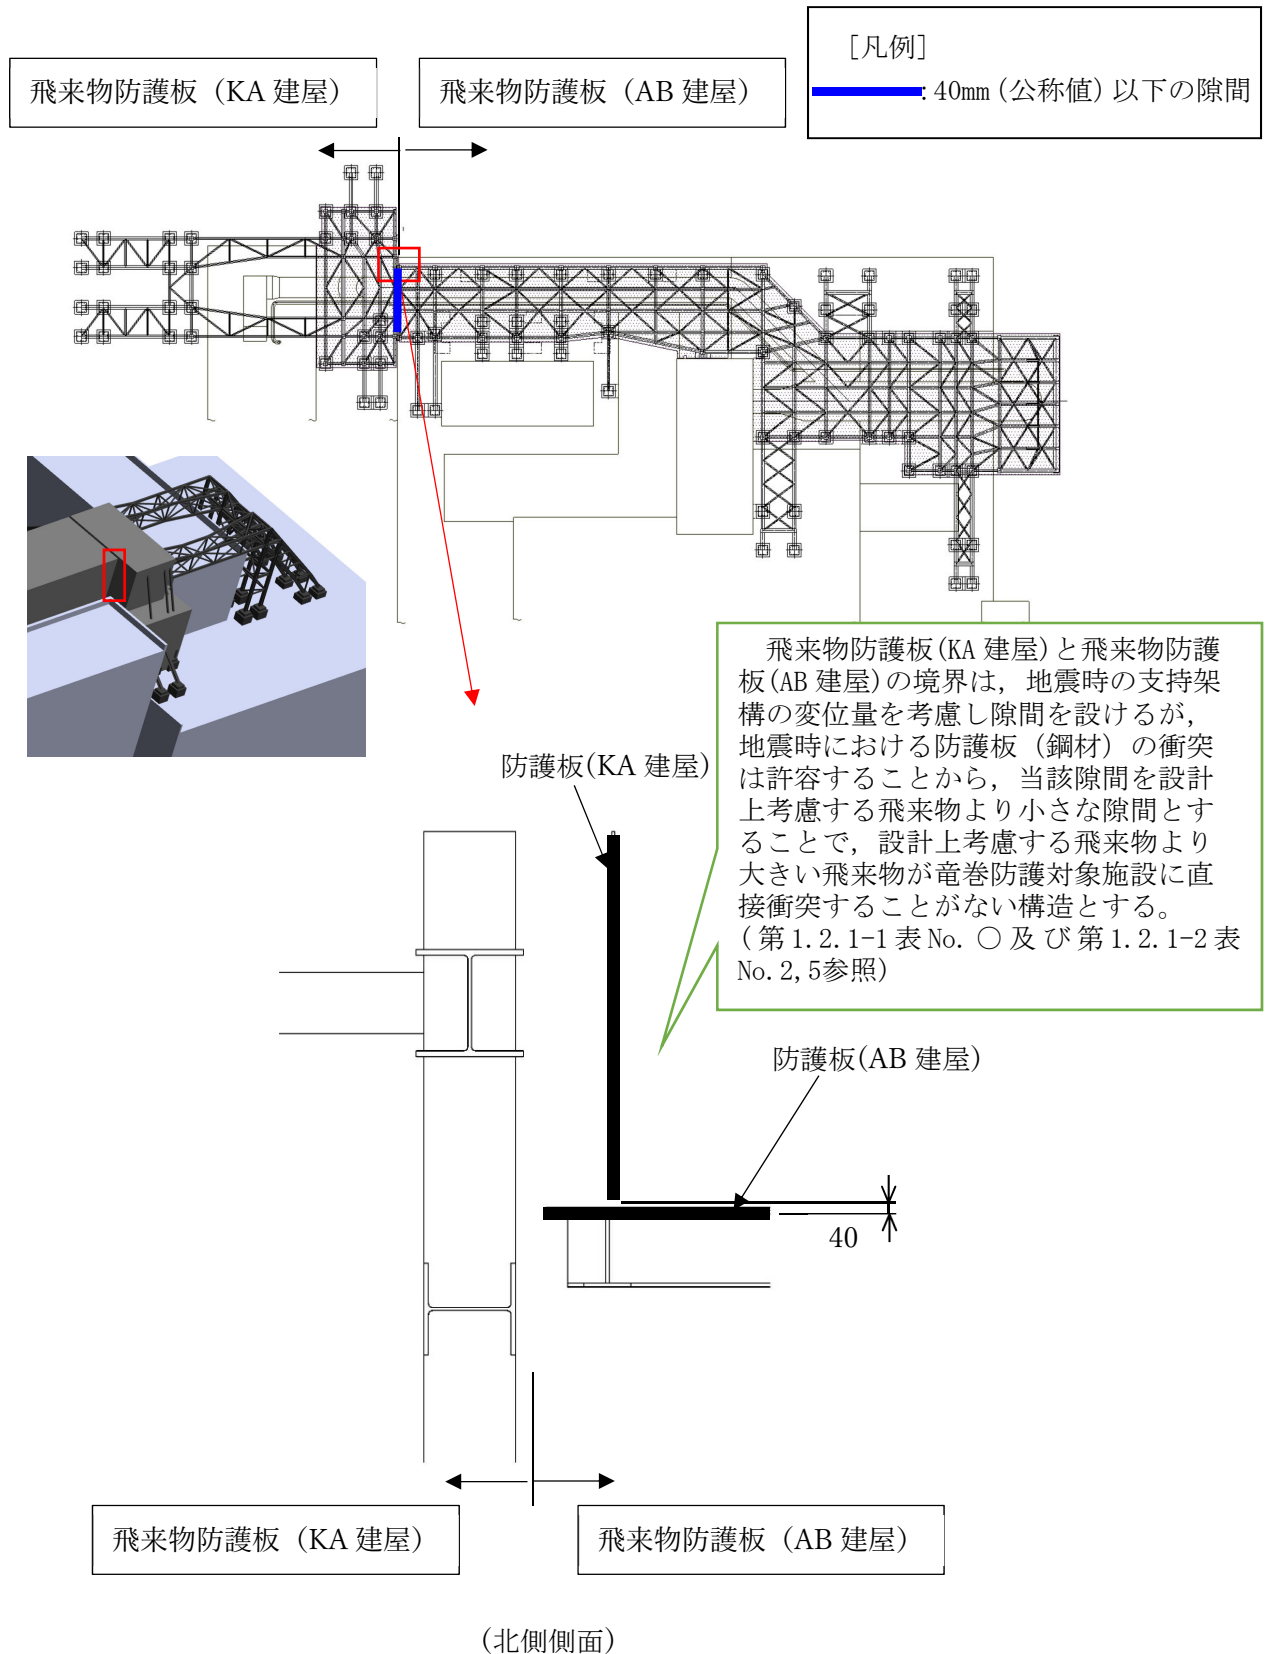 [凡例]
: 40mm(公称値)以下の隙間
飛来物防護板（KA 建屋）
飛来物防護板（AB 建屋）
飛来物防護板(KA 建屋)と飛来物防護
板(AB 建屋)の境界は，地震時の支持架
構の変位量を考慮し隙間を設けるが，
地震時における防護板（鋼材）の衝突
は許容することから，当該隙間を設計
上考慮する飛来物より小さな隙間とす
ることで，設計上考慮する飛来物より
大きい飛来物が竜巻防護対象施設に直
接衝突することがない構造とする。
(第1.2.1-1表No.○及び第1.2.1-2表
No.2,5参照)
防護板(KA 建屋)
防護板(AB 建屋)
40
飛来物防護板（KA 建屋）
飛来物防護板（AB 建屋）
(北側側面)